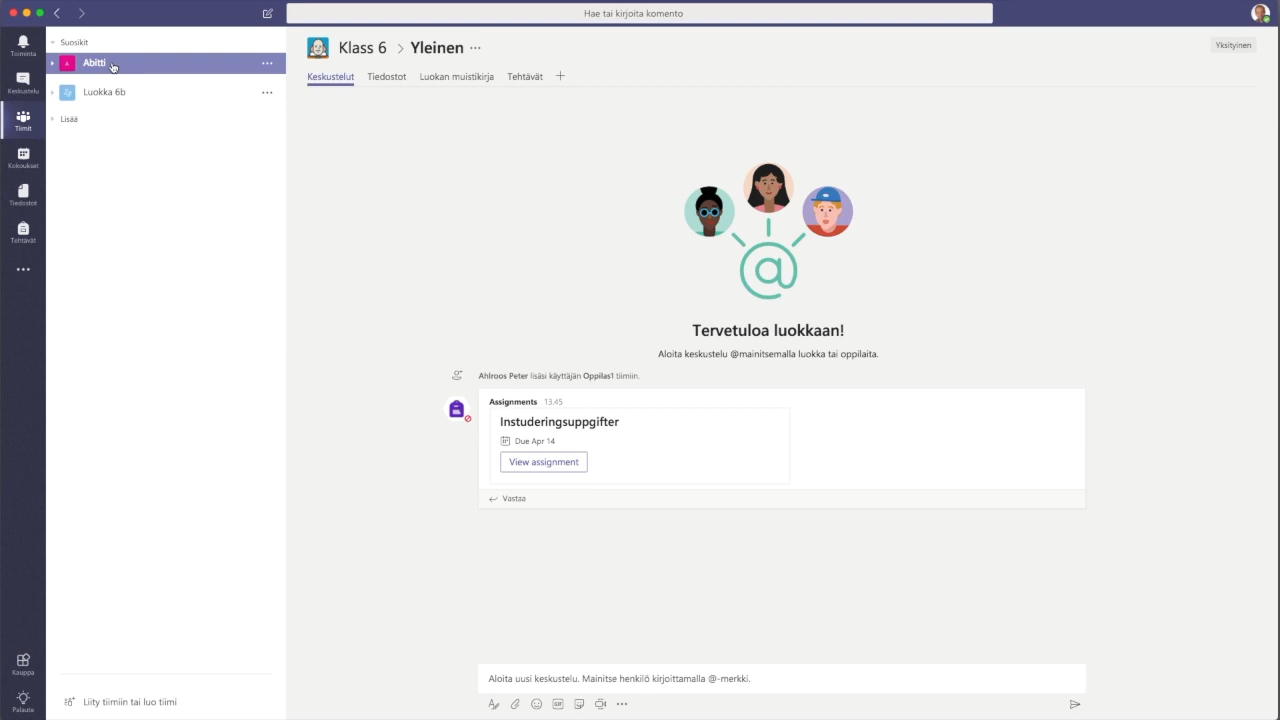 Hae tai kirjoita komento
Toiminta
Keskustelu
Tiimit
Kokoukset
Tiedostot
Tehtävät
Kauppa
Palaute
Suosikit
A
Abitti
Luokka 6b
Lisää
Liity tiimiin tai luo tiimi
Klass 6 > Yleinen
Yksityinen
Keskustelut Tiedostot Luokan muistikirja Tehtävät
@
Tervetuloa luokkaan!
Aloita keskustelu @mainitsemalla luokka tai oppilaita.
Ahlroos Peter lisäsi käyttäjän Oppilas1 tiimiin.
Assignments 13.45
Instuderingsuppgifter
Due Apr 14
View assignment
Vastaa
Aloita uusi keskustelu. Mainitse henkilö kirjoittamalla @-merkki.
GIF